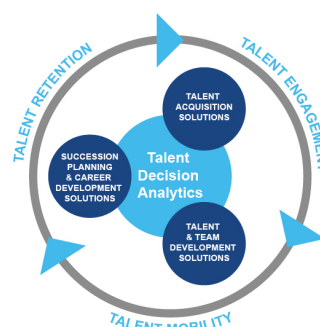 TALENT RETENTION
TALENT ENGAGEMENT
TALENT
ACQUISITION
SOLUTIONS
SUCCESSION
PLANNING
& CAREER
DEVELOPMENT
SOLUTIONS
Talent
Decision
Analytics
TALENT
& TEAM
DEVELOPMENT
SOLUTIONS
TALENT MOBILITY